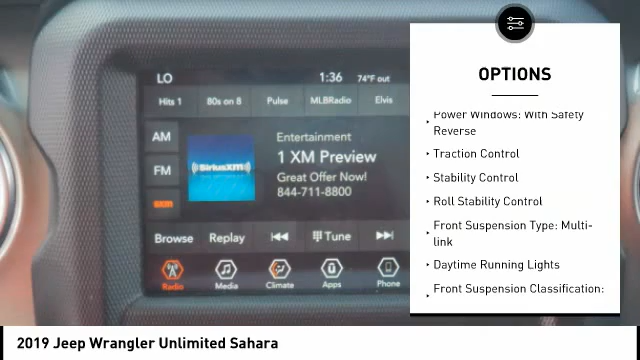 LO
1:36
74°F out
Hits 1
80s on 8
Pulse
MLBRadio
Elvis
AM
FM
SXM
((SiriusXM))
Entertainment
1 XM Preview
Great Offer Now!
844-711-8800
Browse
Replay
Tune
Radio
Media
Climate
Apps
Phone
OPTIONS
Power Windows: With Safety
Reverse
Traction Control
Stability Control
Roll Stability Control
Front Suspension Type: Multi-
link
Daytime Running Lights
Front Suspension Classification:
2019 Jeep Wrangler Unlimited Sahara